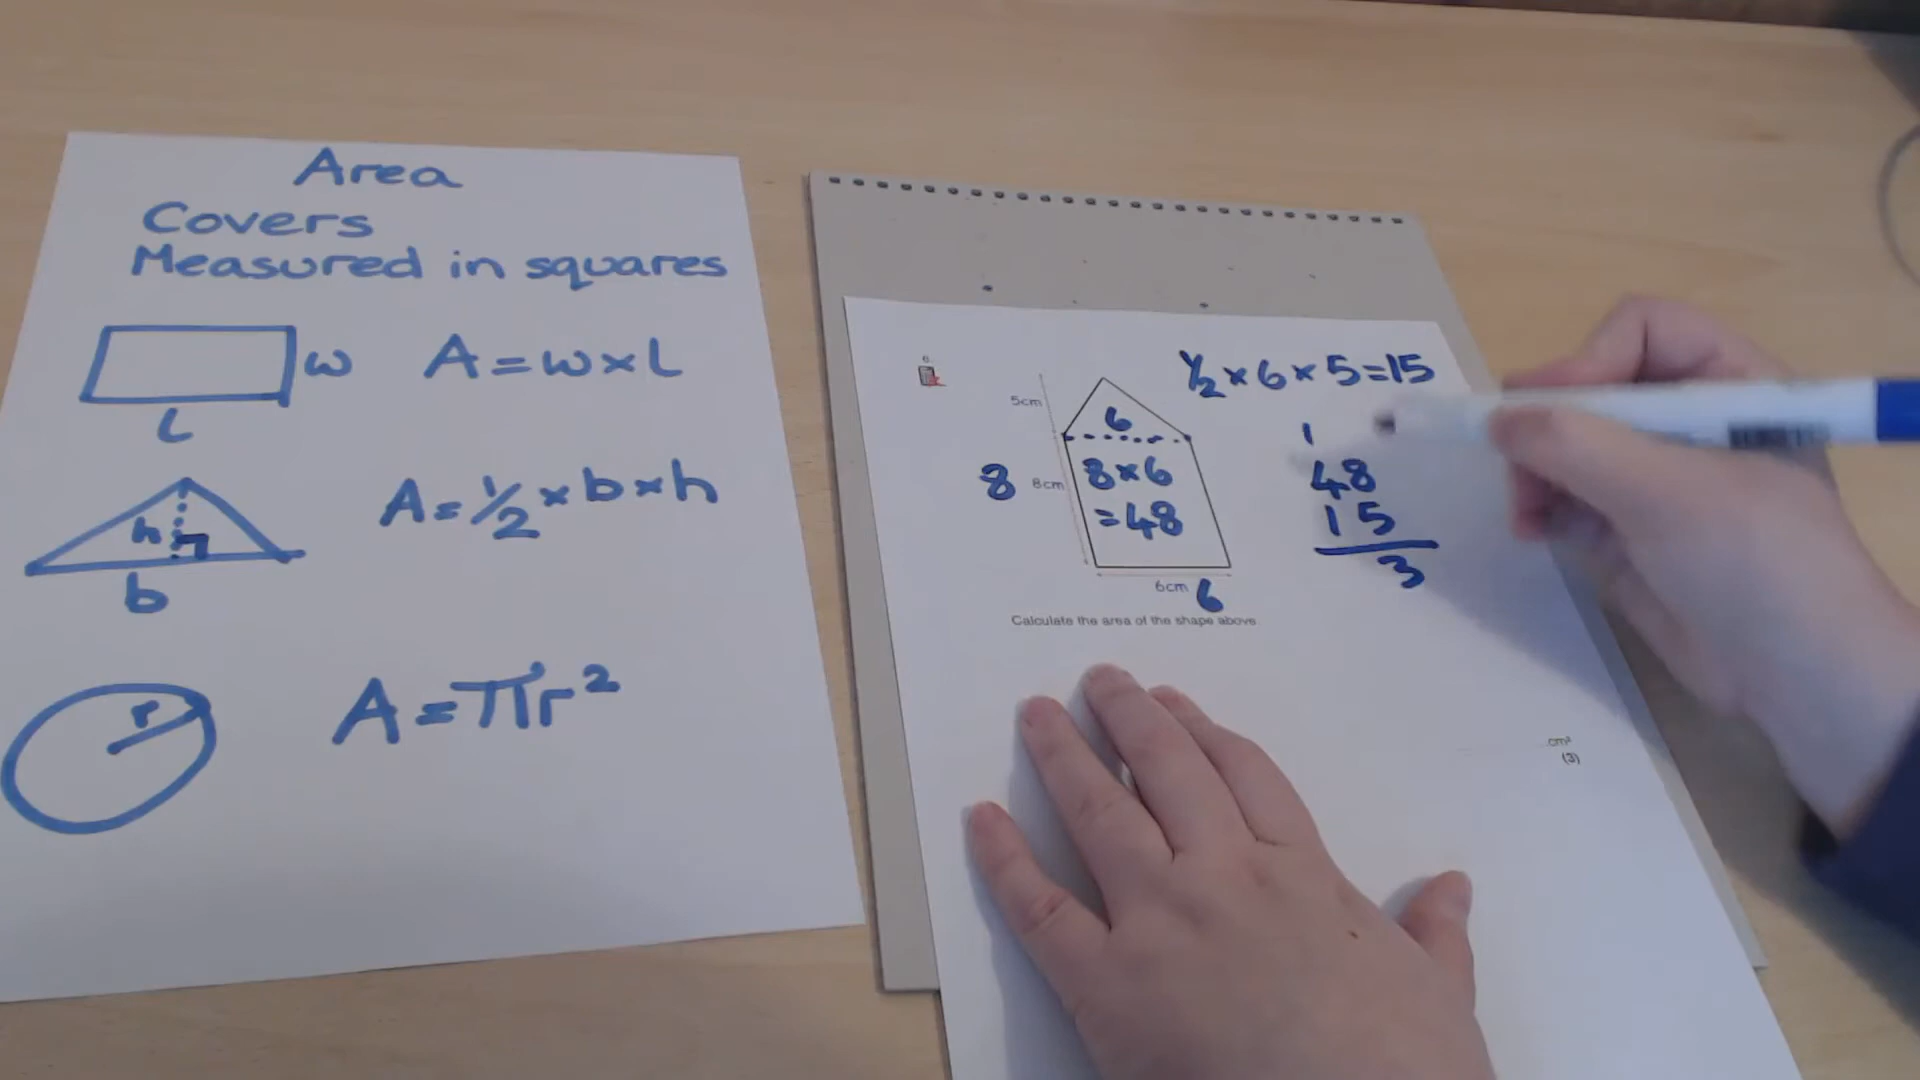 Area
Covers
Measured in squares
w
A = w × L
L
h
A = ½ × b × h
b
r
A = πr²
6.
5cm
6
½ × 6 × 5 = 15
8
8cm
8 × 6
= 48
1
48
15
3
6cm
6
Calculate the area of the shape above.
cm²
(3)